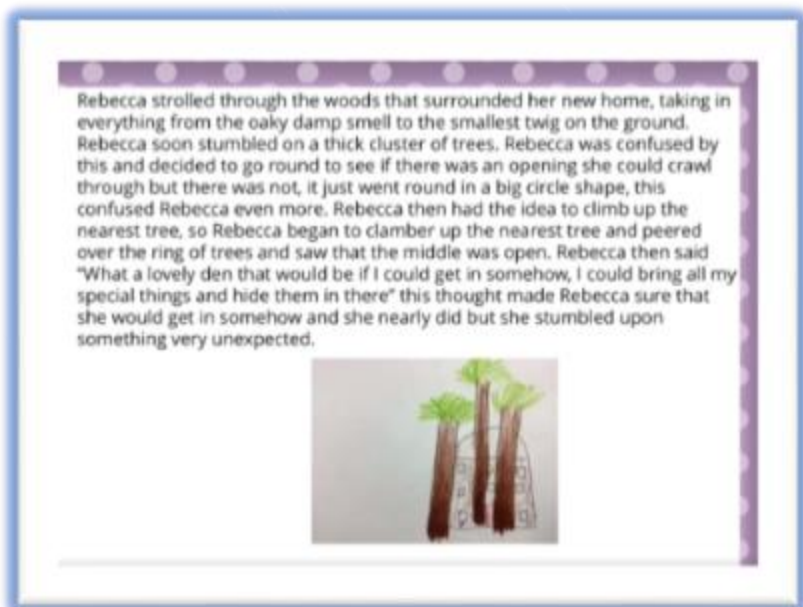 Rebecca strolled through the woods that surrounded her new home, taking in
everything from the oaky damp smell to the smallest twig on the ground.
Rebecca soon stumbled on a thick cluster of trees. Rebecca was confused by
this and decided to go round to see if there was an opening she could crawl
through but there was not, it just went round in a big circle shape, this
confused Rebecca even more. Rebecca then had the idea to climb up the
nearest tree, so Rebecca began to clamber up the nearest tree and peered
over the ring of trees and saw that the middle was open. Rebecca then said
"What a lovely den that would be if I could get in somehow, I could bring all my
special things and hide them in there" this thought made Rebecca sure that
she would get in somehow and she nearly did but she stumbled upon
something very unexpected.